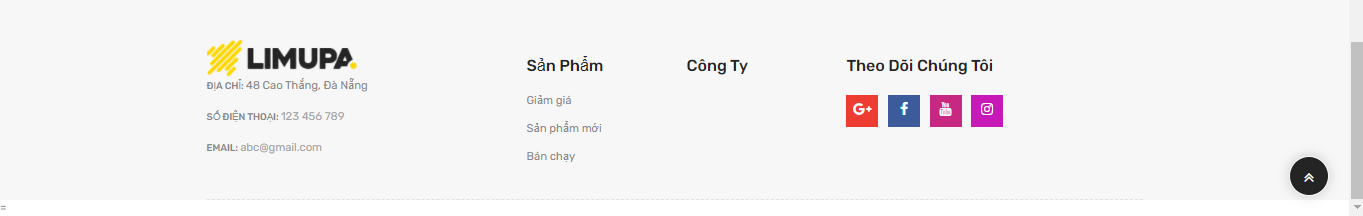 LIMUPA.
ĐỊA CHỈ: 48 Cao Thắng, Đà Nẵng
SỐ ĐIỆN THOẠI: 123 456 789
EMAIL: abc@gmail.com
Sản Phẩm
Giảm giá
Sản phẩm mới
Bán chạy
Công Ty
Theo Dõi Chúng Tôi
G+
f
You Tube
=